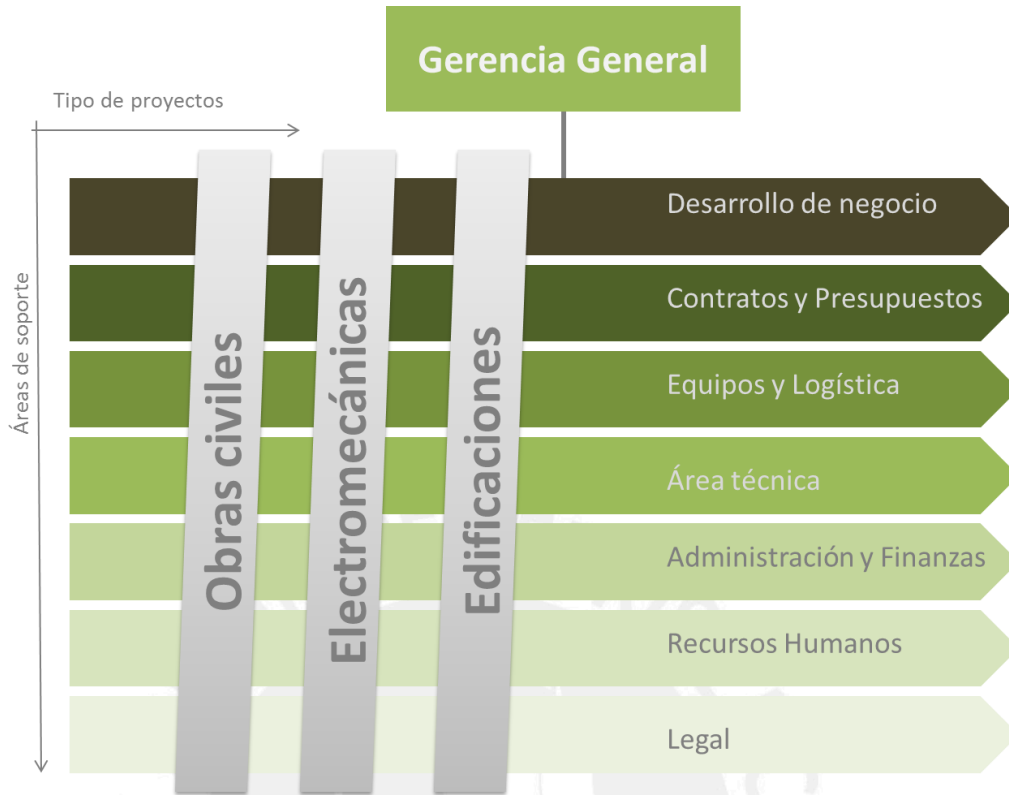 Gerencia General
Tipo de proyectos
Áreas de soporte
Obras civiles
Electromecánicas
Edificaciones
Desarrollo de negocio
Contratos y Presupuestos
Equipos y Logística
Área técnica
Administración y Finanzas
Recursos Humanos
Legal